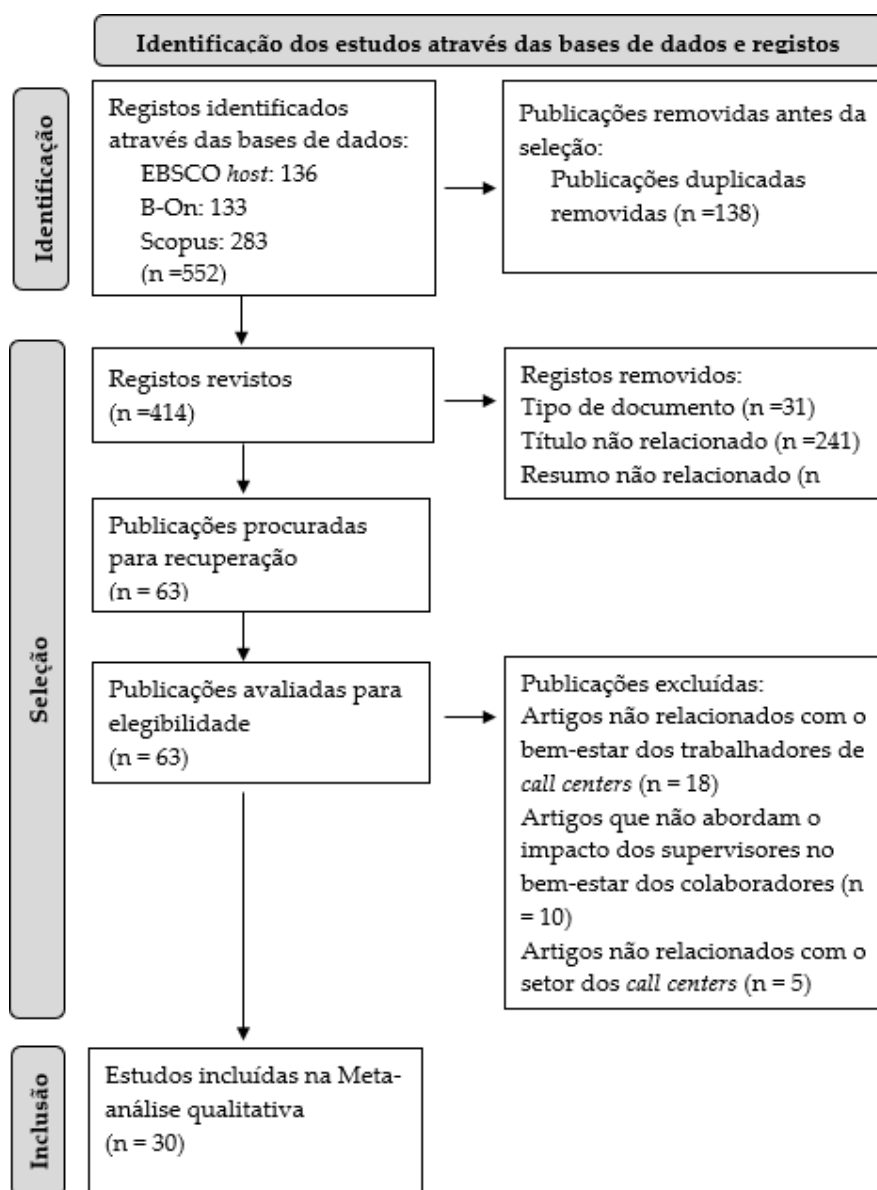 Identificação dos estudos através das bases de dados e registos
Identificação
Registos identificados
através das bases de dados:
EBSCO host: 136
B-On: 133
Scopus: 283
(n =552)
Publicações removidas antes da
seleção:
Publicações duplicadas
removidas (n =138)
Seleção
Registos revistos
(n =414)
Registos removidos:
Tipo de documento (n =31)
Título não relacionado (n =241)
Resumo não relacionado (n
Publicações procuradas
para recuperação
(n = 63)
Publicações avaliadas para
elegibilidade
(n = 63)
Publicações excluídas:
Artigos não relacionados com o
bem-estar dos trabalhadores de
call centers (n = 18)
Artigos que não abordam o
impacto dos supervisores no
bem-estar dos colaboradores (n
= 10)
Artigos não relacionados com o
setor dos call centers (n = 5)
Inclusão
Estudos incluídas na Meta-
análise qualitativa
(n = 30)